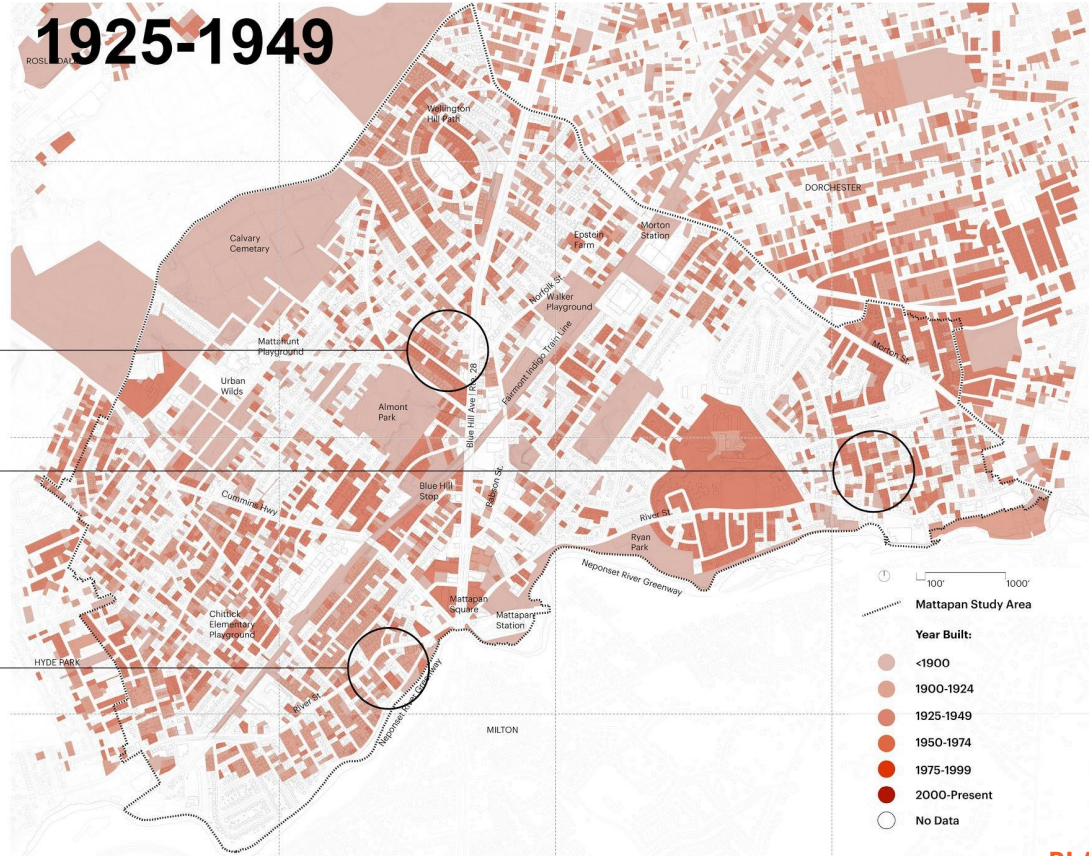 1925-1949
ROSLINDALE
Wellington
Hill Path
DORCHESTER
Calvary
Cemetary
Epstein
Farm
Morton
Station
Norfolk St.
Walker
Playground
Mattahunt
Playground
Morton St.
Fairmont Indigo Train Line
Urban
Wilds
Blue Hill Ave | Rte. 28
Almont
Park
Blue Hill
Stop
Babson St.
Cummins Hwy
River St.
Ryan
Park
Neponset River Greenway
100'
1000'
Mattapan Study Area
Mattapan
Square
Mattapan
Station
Chittick
Elementary
Playground
Year Built:
HYDE PARK
<1900
1900-1924
River St.
Neponset River Greenway
1925-1949
MILTON
1950-1974
1975-1999
2000-Present
No Data